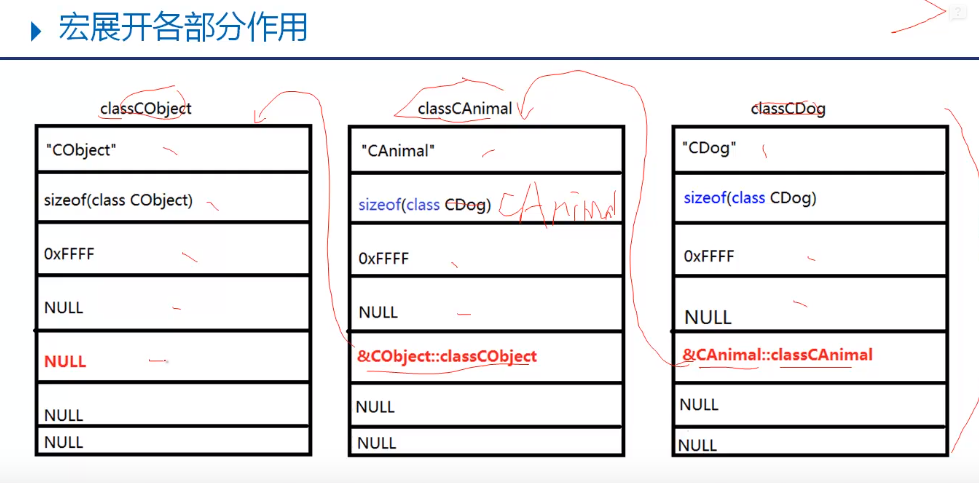 宏展开各部分作用
classCObject
classCAnimal
classCDog
"CObject"
sizeof(class CObject)
0xFFFF
NULL
NULL
NULL
NULL
"CAnimal"
sizeof(class CDog) CAnimal
0xFFFF
NULL
&CObject::classCObject
NULL
NULL
"CDog"
sizeof(class CDog)
0xFFFF
NULL
&CAnimal::classCAnimal
NULL
NULL